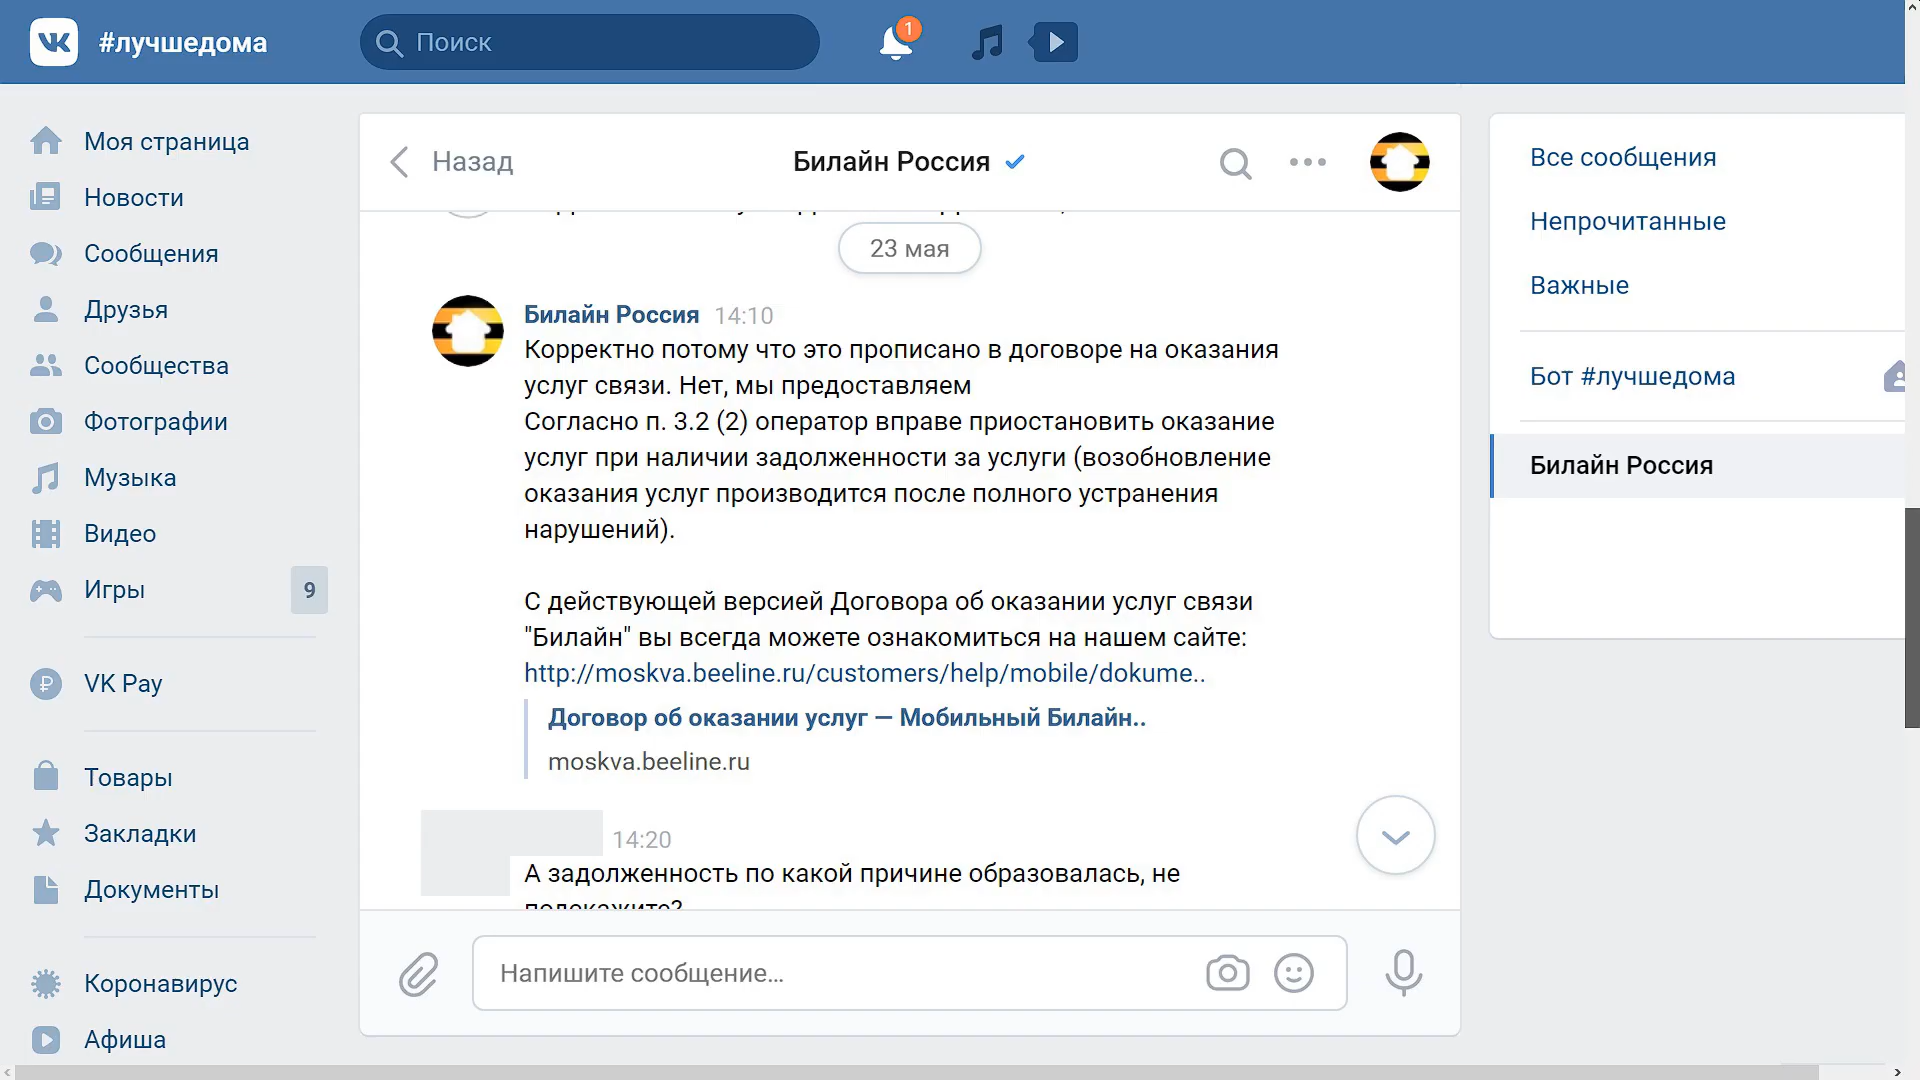 #лучшедома
Поиск
1
Моя страница
Новости
Сообщения
Друзья
Сообщества
Фотографии
Музыка
Видео
Игры
9
VK Pay
Товары
Закладки
Документы
Коронавирус
Афиша
Назад
Билайн Россия
23 мая
Билайн Россия 14:10
Корректно потому что это прописано в договоре на оказания
услуг связи. Нет, мы предоставляем
Согласно п. 3.2 (2) оператор вправе приостановить оказание
услуг при наличии задолженности за услуги (возобновление
оказания услуг производится после полного устранения
нарушений).
С действующей версией Договора об оказании услуг связи
"Билайн" вы всегда можете ознакомиться на нашем сайте:
http://moskva.beeline.ru/customers/help/mobile/dokume..
Договор об оказании услуг — Мобильный Билайн..
moskva.beeline.ru
14:20
А задолженность по какой причине образовалась, не
подскажите?
Напишите сообщение...
Все сообщения
Непрочитанные
Важные
Бот #лучшедома
Билайн Россия